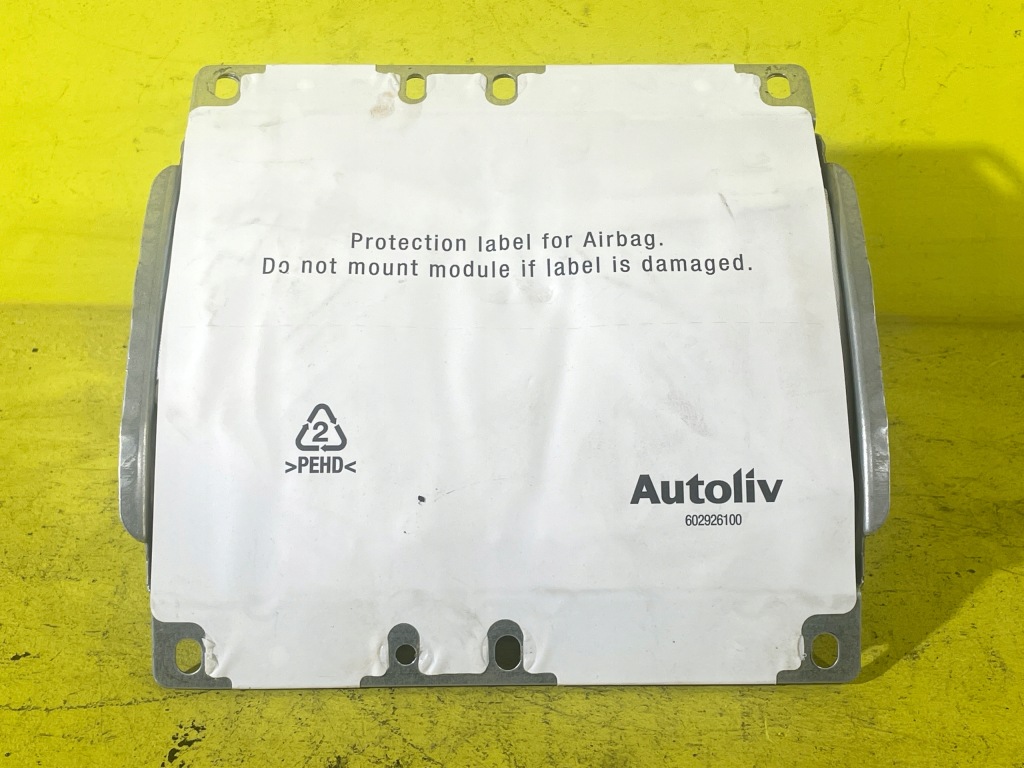 Protection label for Airbag.
Do not mount module if label is damaged.
2
>PEHD<
Autoliv
602926100